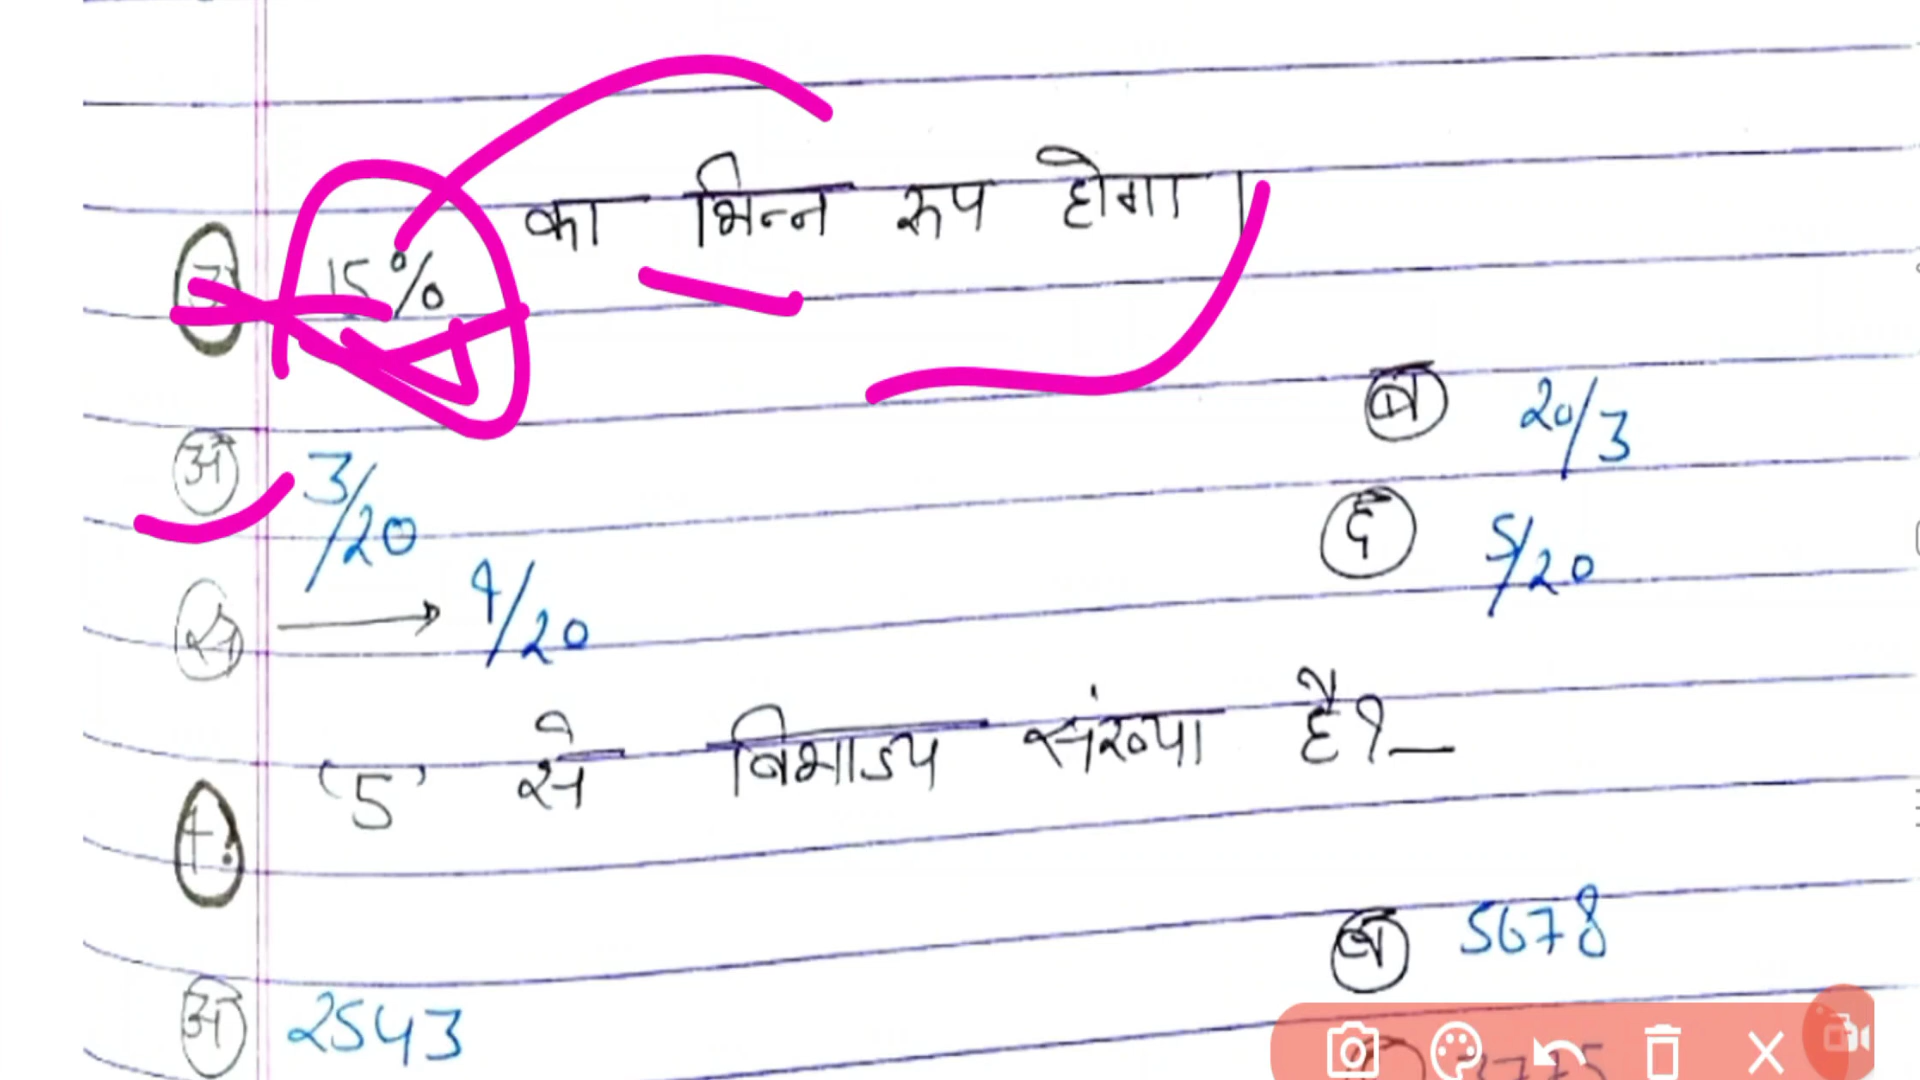 15% का भिन्न रूप होगा।
अ 3/20
ब 20/3
स → 4/20
द 5/20
'5' से विभाज्य संख्या है?—
अ 2543
ब 5678